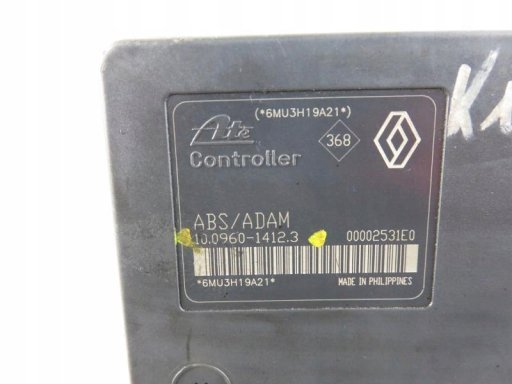 (*6MU3H19A21*)
Ate
368
Controller
ABS/ADAM
10.0960-1412.3 00002531E0
*6MU3H19A21*
MADE IN PHILIPPINES